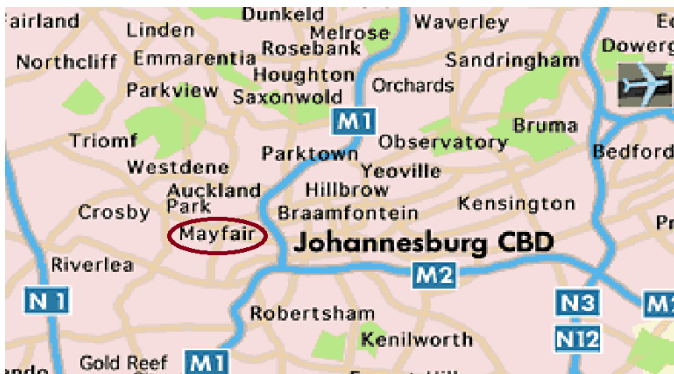 Fairland
Dunkeld
Linden
Melrose
Waverley
Rosebank
Northcliff
Emmarentia
Sandringham
Houghton
Parkview
Saxonwold
Orchards
M1
Bruma
Triomf
Observatory
Parktown
Bedford
Westdene
Yeoville
Auckland
Park
Hillbrow
Crosby
Braamfontein
Kensington
Mayfair
Johannesburg CBD
Riverlea
M2
N1
N3
Robertsham
Kenilworth
N12
Gold Reef
M1